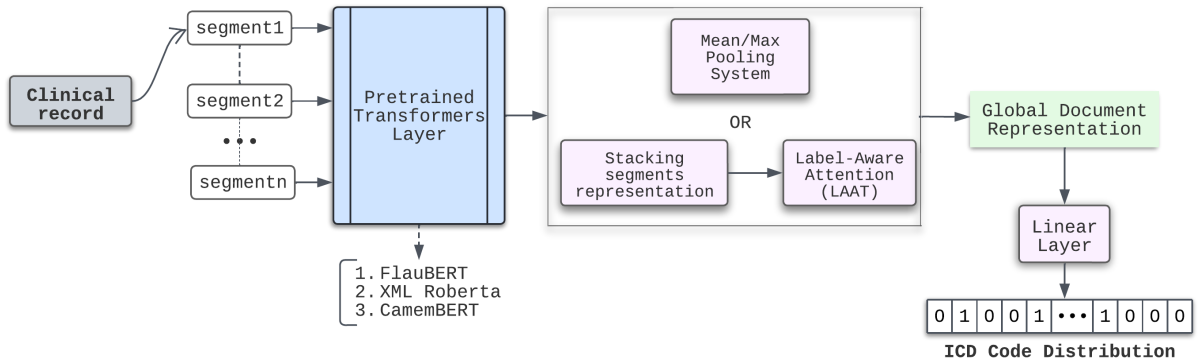 segment1
Clinical
record
segment2
•••
segmentn
Pretrained
Transformers
Layer
1. FlauBERT
2. XML Roberta
3. CamemBERT
Mean/Max
Pooling
System
OR
Stacking
segments
representation
Label-Aware
Attention
(LAAT)
Global Document
Representation
Linear
Layer
0 1 0 0 1 ••• 1 0 0 0
ICD Code Distribution